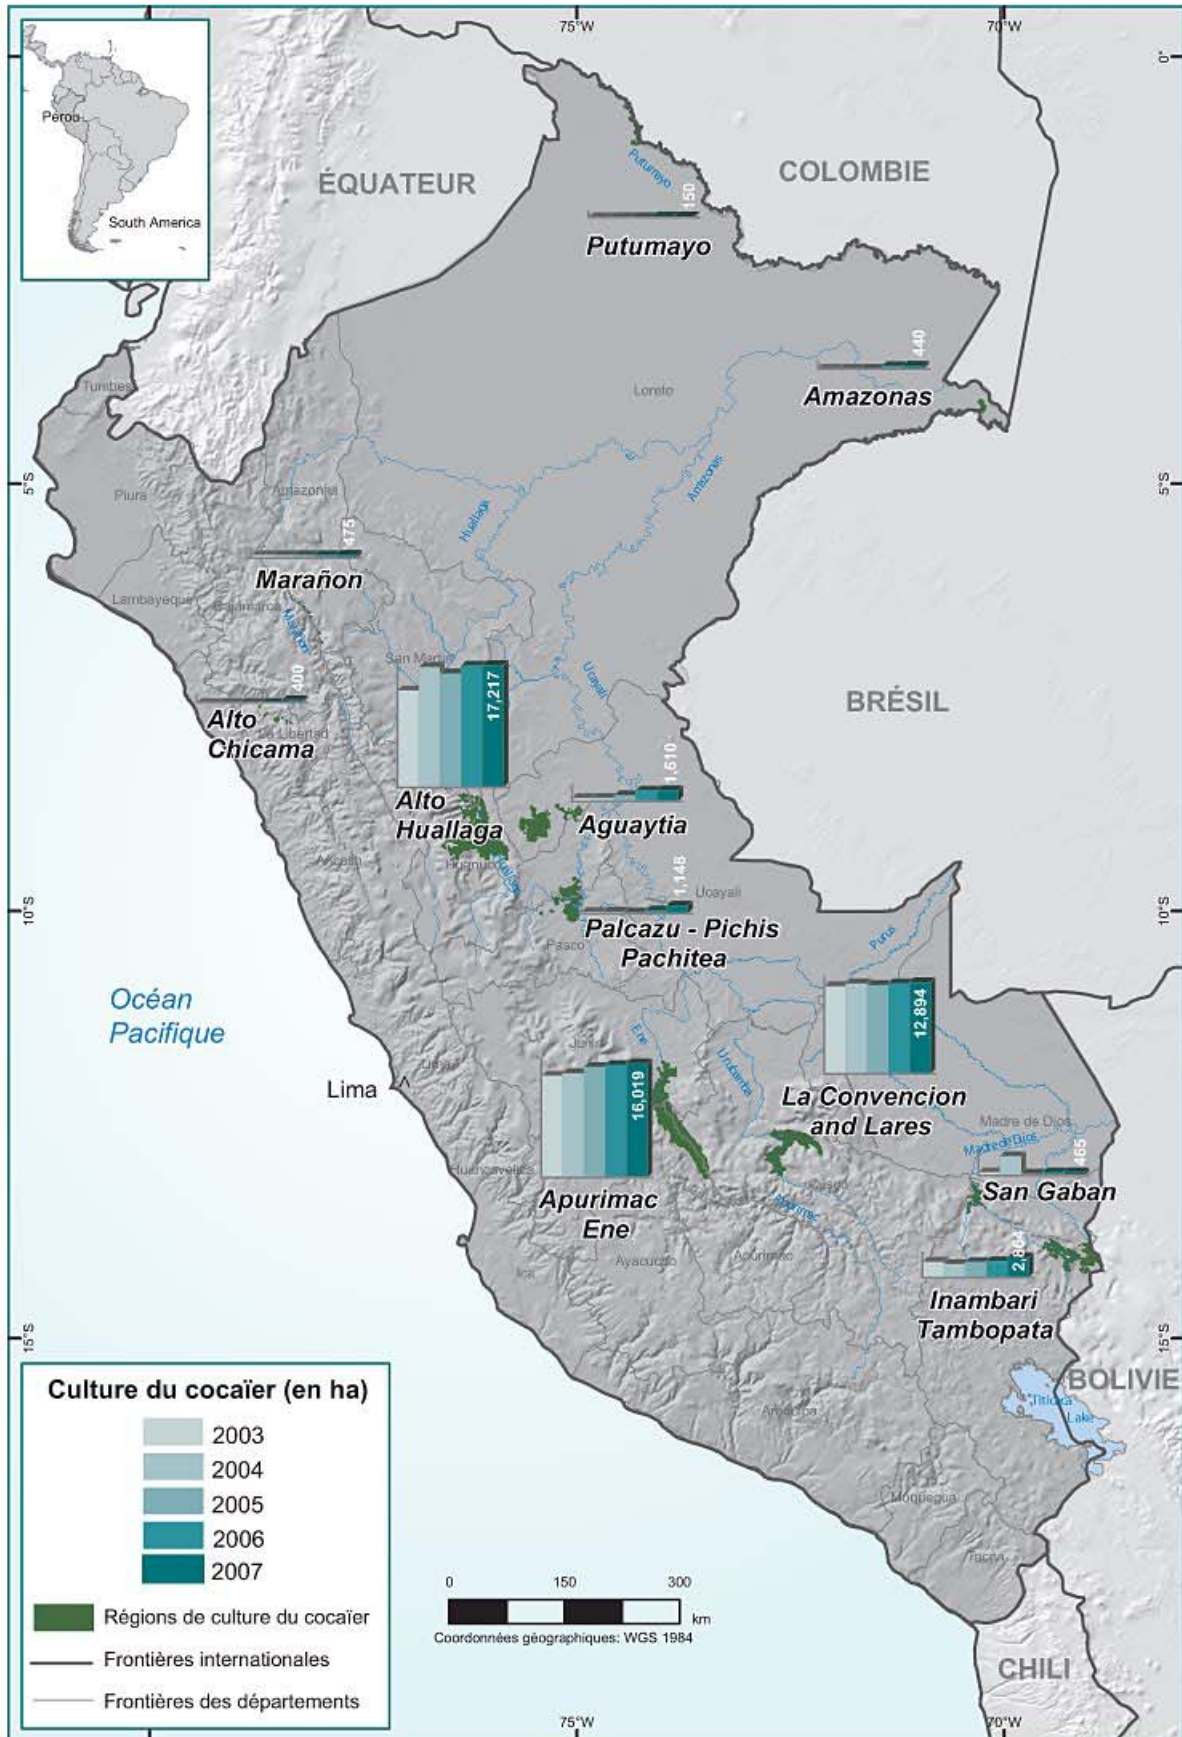 75°W
70°W
0°
0°
Pérou
South America
ÉQUATEUR
COLOMBIE
Putumayo
150
Putumayo
440
Amazonas
Tumbes
Loreto
5°S
5°S
Piura
Amazonas
Huallaga
Amazonas
475
Marañon
Lambayeque
Cajamarca
Marañon
San Martin
Ucayali
BRÉSIL
400
Alto
Chicama
La Libertad
17,217
Alto
Huallaga
1,610
Aguaytia
Ancash
Huanuco
Huallaga
1,148
Ucayali
10°S
10°S
Palcazu - Pichis
Pachitea
Pasco
Purus
Océan
Pacifique
12,894
Ene
Junin
Urubamba
Lima
Lima
16,019
La Convencion
and Lares
Madre de Dios
Madre de Dios
465
Huancavelica
Cusco
San Gaban
Apurimac
Ene
Apurimac
Ayacucho
Apurimac
Ica
2,864
Inambari
Tambopata
15°S
15°S
BOLIVIE
Titicaca
Lake
Arequipa
Moquegua
Tacna
CHILI
Culture du cocaïer (en ha)
2003
2004
2005
2006
2007
Régions de culture du cocaïer
Frontières internationales
Frontières des départements
0 150 300
km
Coordonnées géographiques: WGS 1984
75°W
70°W